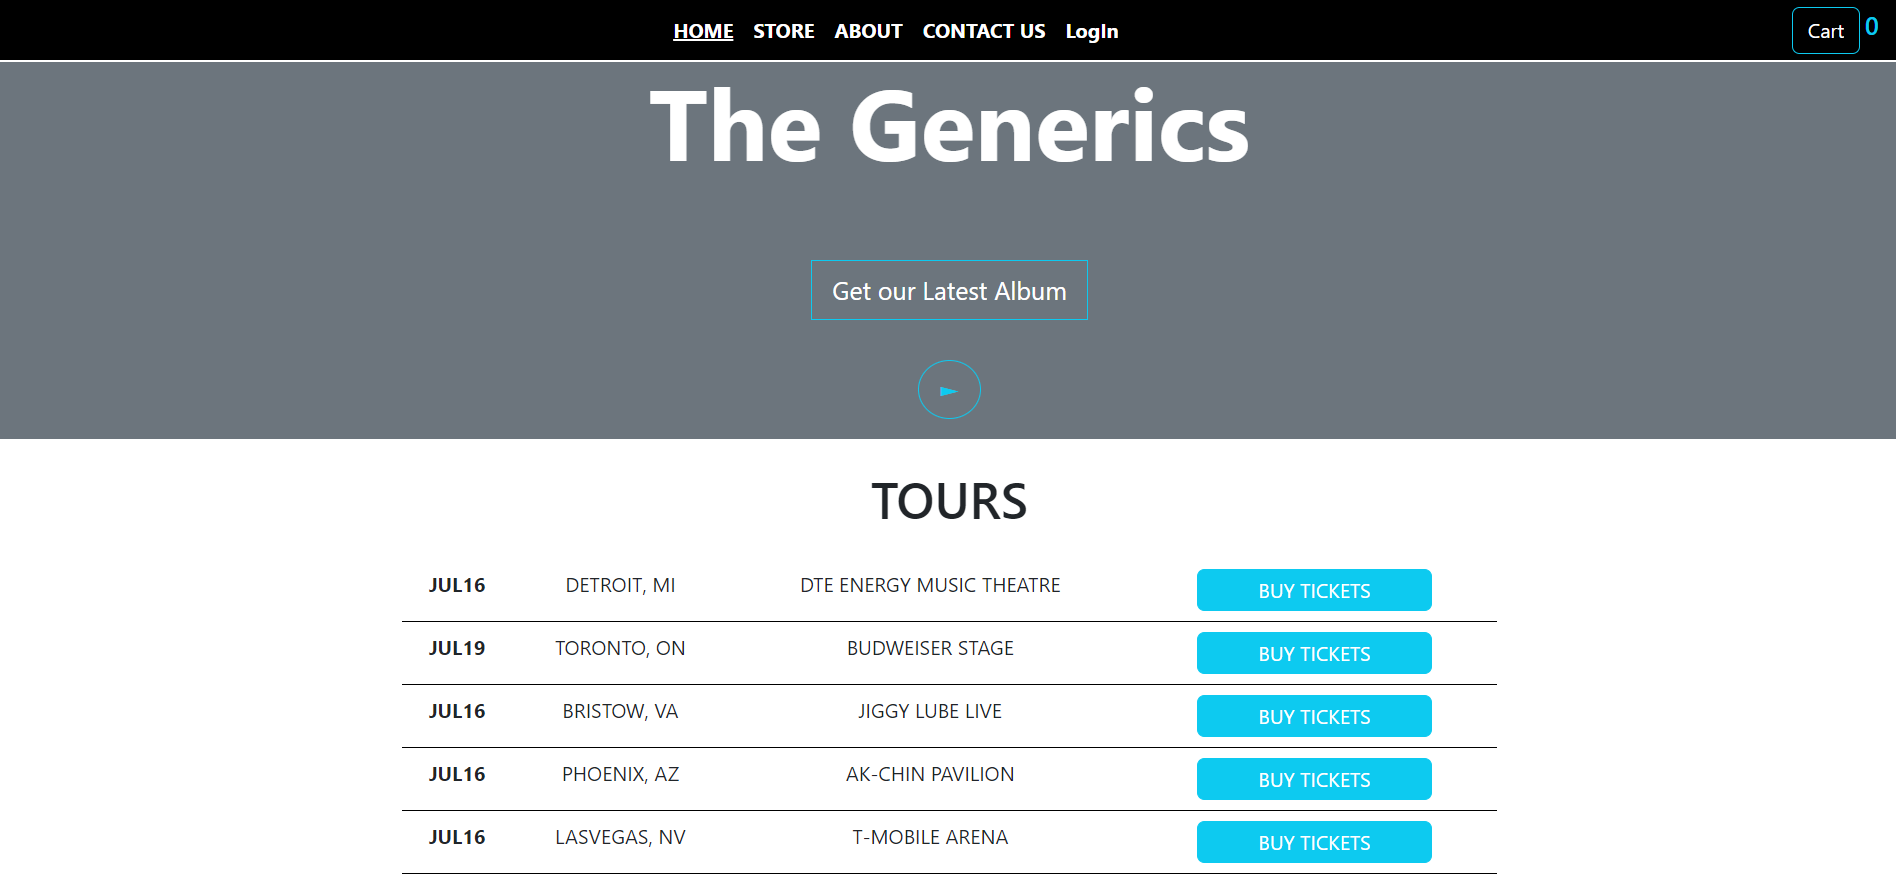 HOME STORE ABOUT CONTACT US LogIn Cart 0
The Generics
Get our Latest Album
►
TOURS
JUL16 DETROIT, MI DTE ENERGY MUSIC THEATRE BUY TICKETS
JUL19 TORONTO, ON BUDWEISER STAGE BUY TICKETS
JUL16 BRISTOW, VA JIGGY LUBE LIVE BUY TICKETS
JUL16 PHOENIX, AZ AK-CHIN PAVILION BUY TICKETS
JUL16 LASVEGAS, NV T-MOBILE ARENA BUY TICKETS